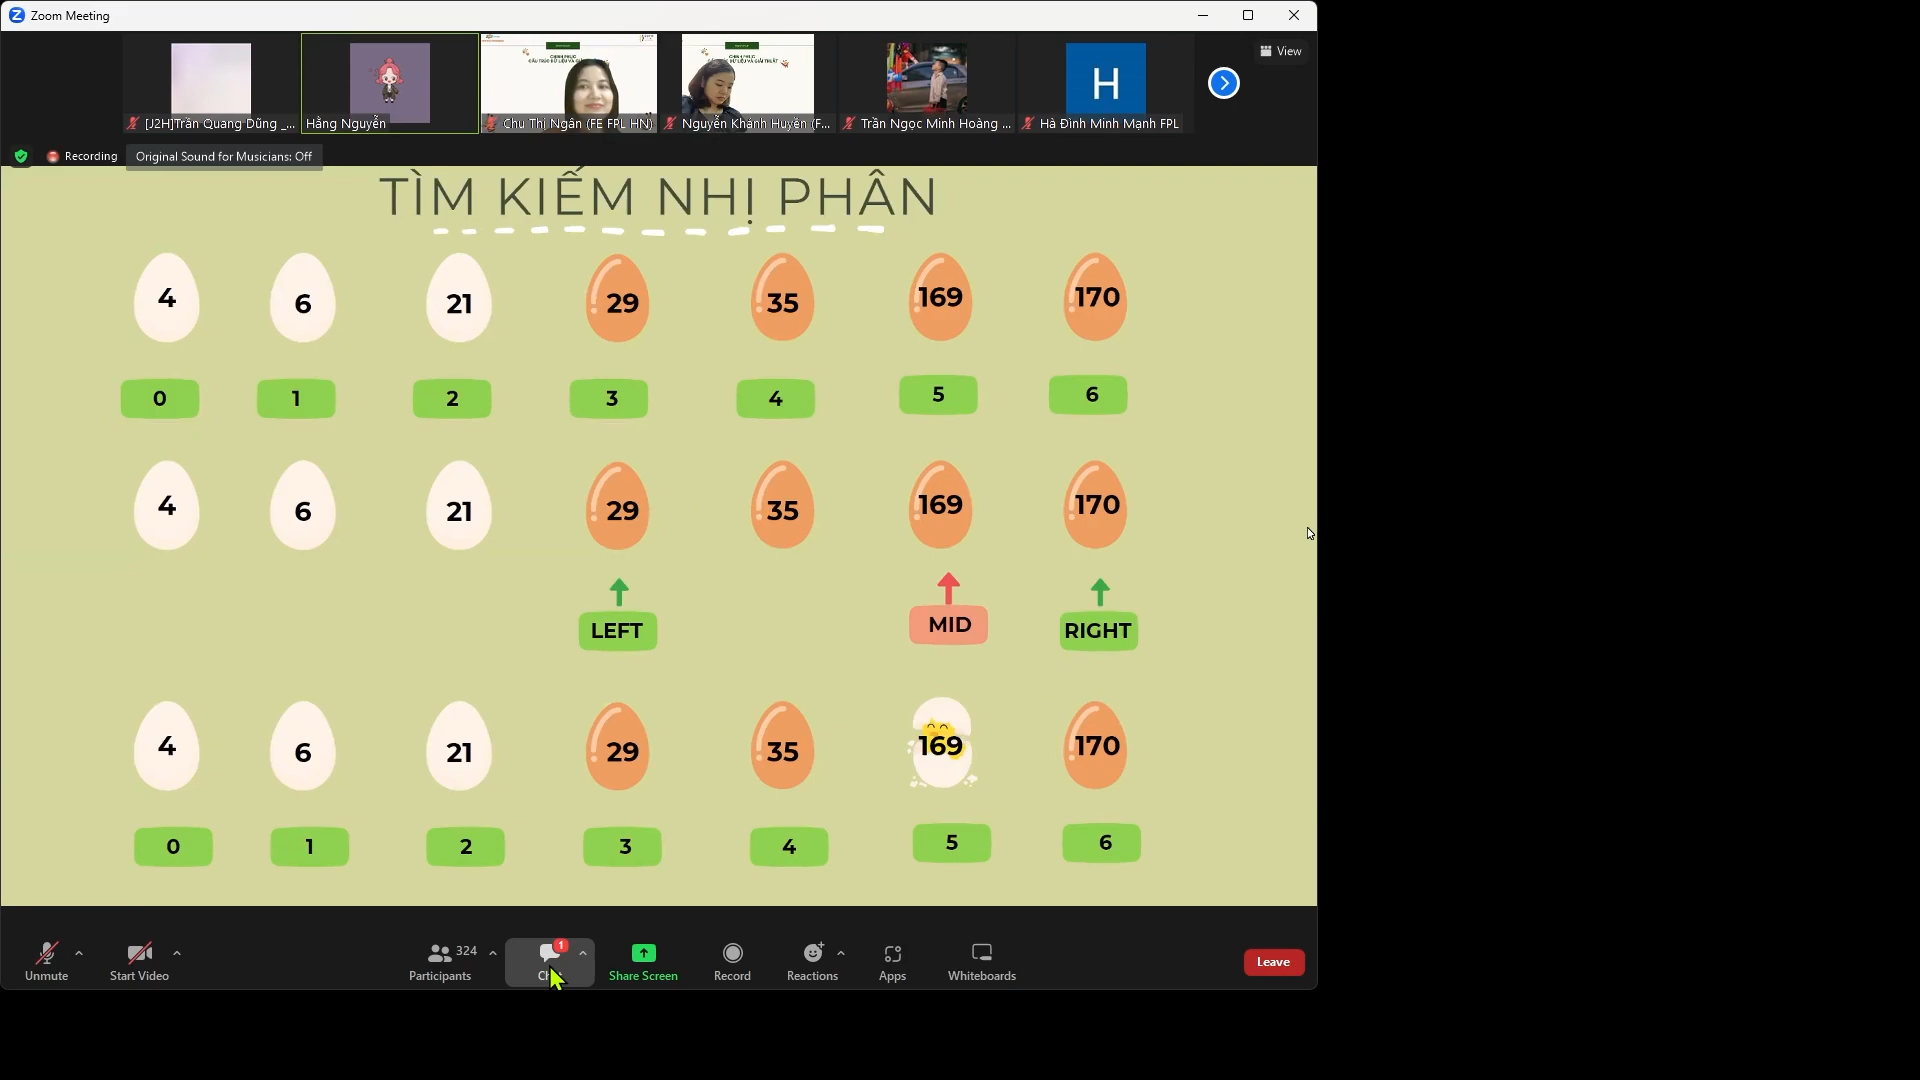 Zoom Meeting
View
[J2H]Trần Quang Dũng _...
Hằng Nguyễn
Chu Thị Ngân (FE FPL HN)
Nguyễn Khánh Huyền (F...
Trần Ngọc Minh Hoàng ...
H
Hà Đình Minh Mạnh FPL
Recording
Original Sound for Musicians: Off
TÌM KIẾM NHỊ PHÂN
4 6 21 29 35 169 170
0 1 2 3 4 5 6
4 6 21 29 35 169 170
LEFT MID RIGHT
4 6 21 29 35 169 170
0 1 2 3 4 5 6
324
1
Unmute
Start Video
Participants
Share Screen
Record
Reactions
Apps
Whiteboards
Leave